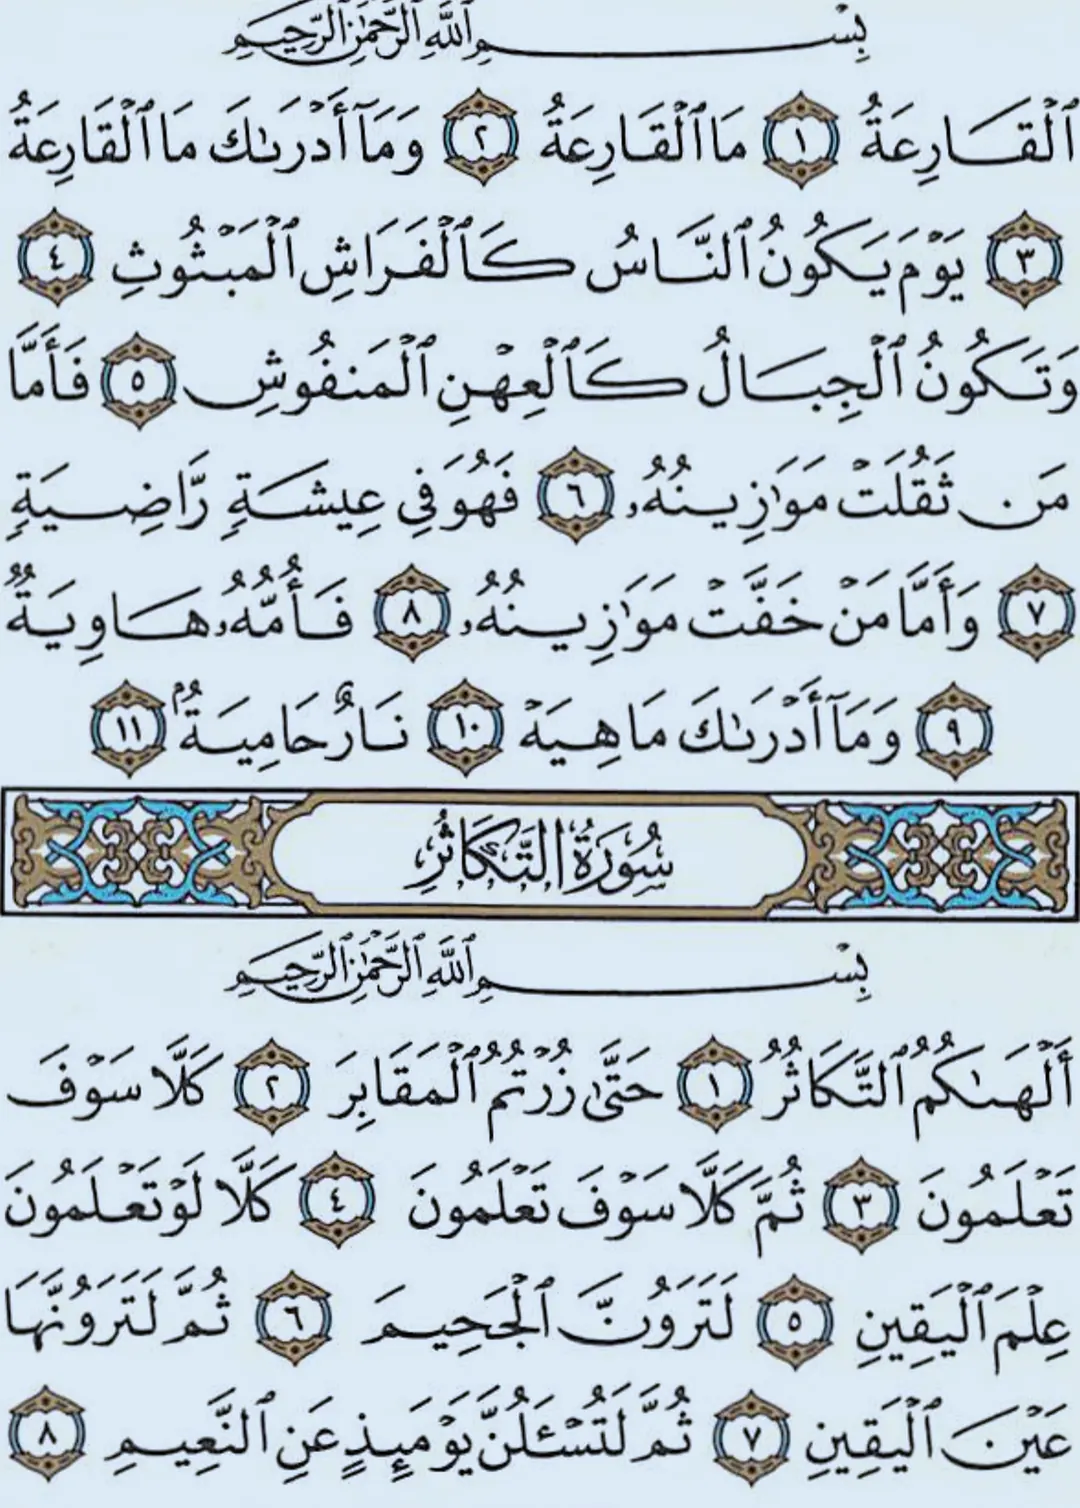 بِسْمِ ٱللَّهِ ٱلرَّحْمَٰنِ ٱلرَّحِيمِ
ٱلْقَارِعَةُ ١ مَا ٱلْقَارِعَةُ ٢ وَمَآ أَدْرَىٰكَ مَا ٱلْقَارِعَةُ
٣ يَوْمَ يَكُونُ ٱلنَّاسُ كَٱلْفَرَاشِ ٱلْمَبْثُوثِ ٤
وَتَكُونُ ٱلْجِبَالُ كَٱلْعِهْنِ ٱلْمَنفُوشِ ٥ فَأَمَّا
مَن ثَقُلَتْ مَوَٰزِينُهُۥ ٦ فَهُوَ فِى عِيشَةٍ رَّاضِيَةٍ
٧ وَأَمَّا مَنْ خَفَّتْ مَوَٰزِينُهُۥ ٨ فَأُمُّهُۥ هَاوِيَةٌ
٩ وَمَآ أَدْرَىٰكَ مَا هِيَهْ ١٠ نَارٌ حَامِيَةٌۢ ١١
سُورَةُ التَّكَاثُرِ
بِسْمِ ٱللَّهِ ٱلرَّحْمَٰنِ ٱلرَّحِيمِ
أَلْهَىٰكُمُ ٱلتَّكَاثُرُ ١ حَتَّىٰ زُرْتُمُ ٱلْمَقَابِرَ ٢ كَلَّا سَوْفَ
تَعْلَمُونَ ٣ ثُمَّ كَلَّا سَوْفَ تَعْلَمُونَ ٤ كَلَّا لَوْ تَعْلَمُونَ
عِلْمَ ٱلْيَقِينِ ٥ لَتَرَوُنَّ ٱلْجَحِيمَ ٦ ثُمَّ لَتَرَوُنَّهَا
عَيْنَ ٱلْيَقِينِ ٧ ثُمَّ لَتُسْـَٔلُنَّ يَوْمَئِذٍ عَنِ ٱلنَّعِيمِ ٨